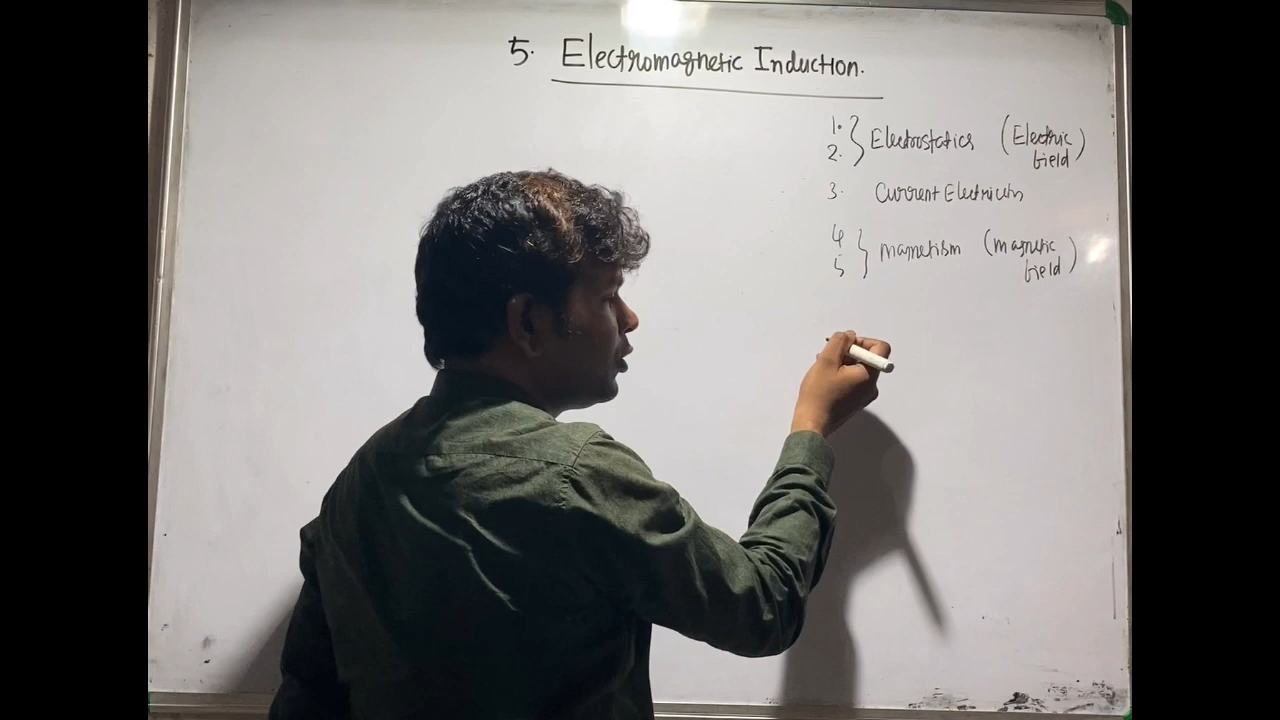 5. Electromagnetic Induction.
1. } Electrostatics (Electric
2. field)
3. Current Electricity
4 } magnetism (magnetic
5 field)